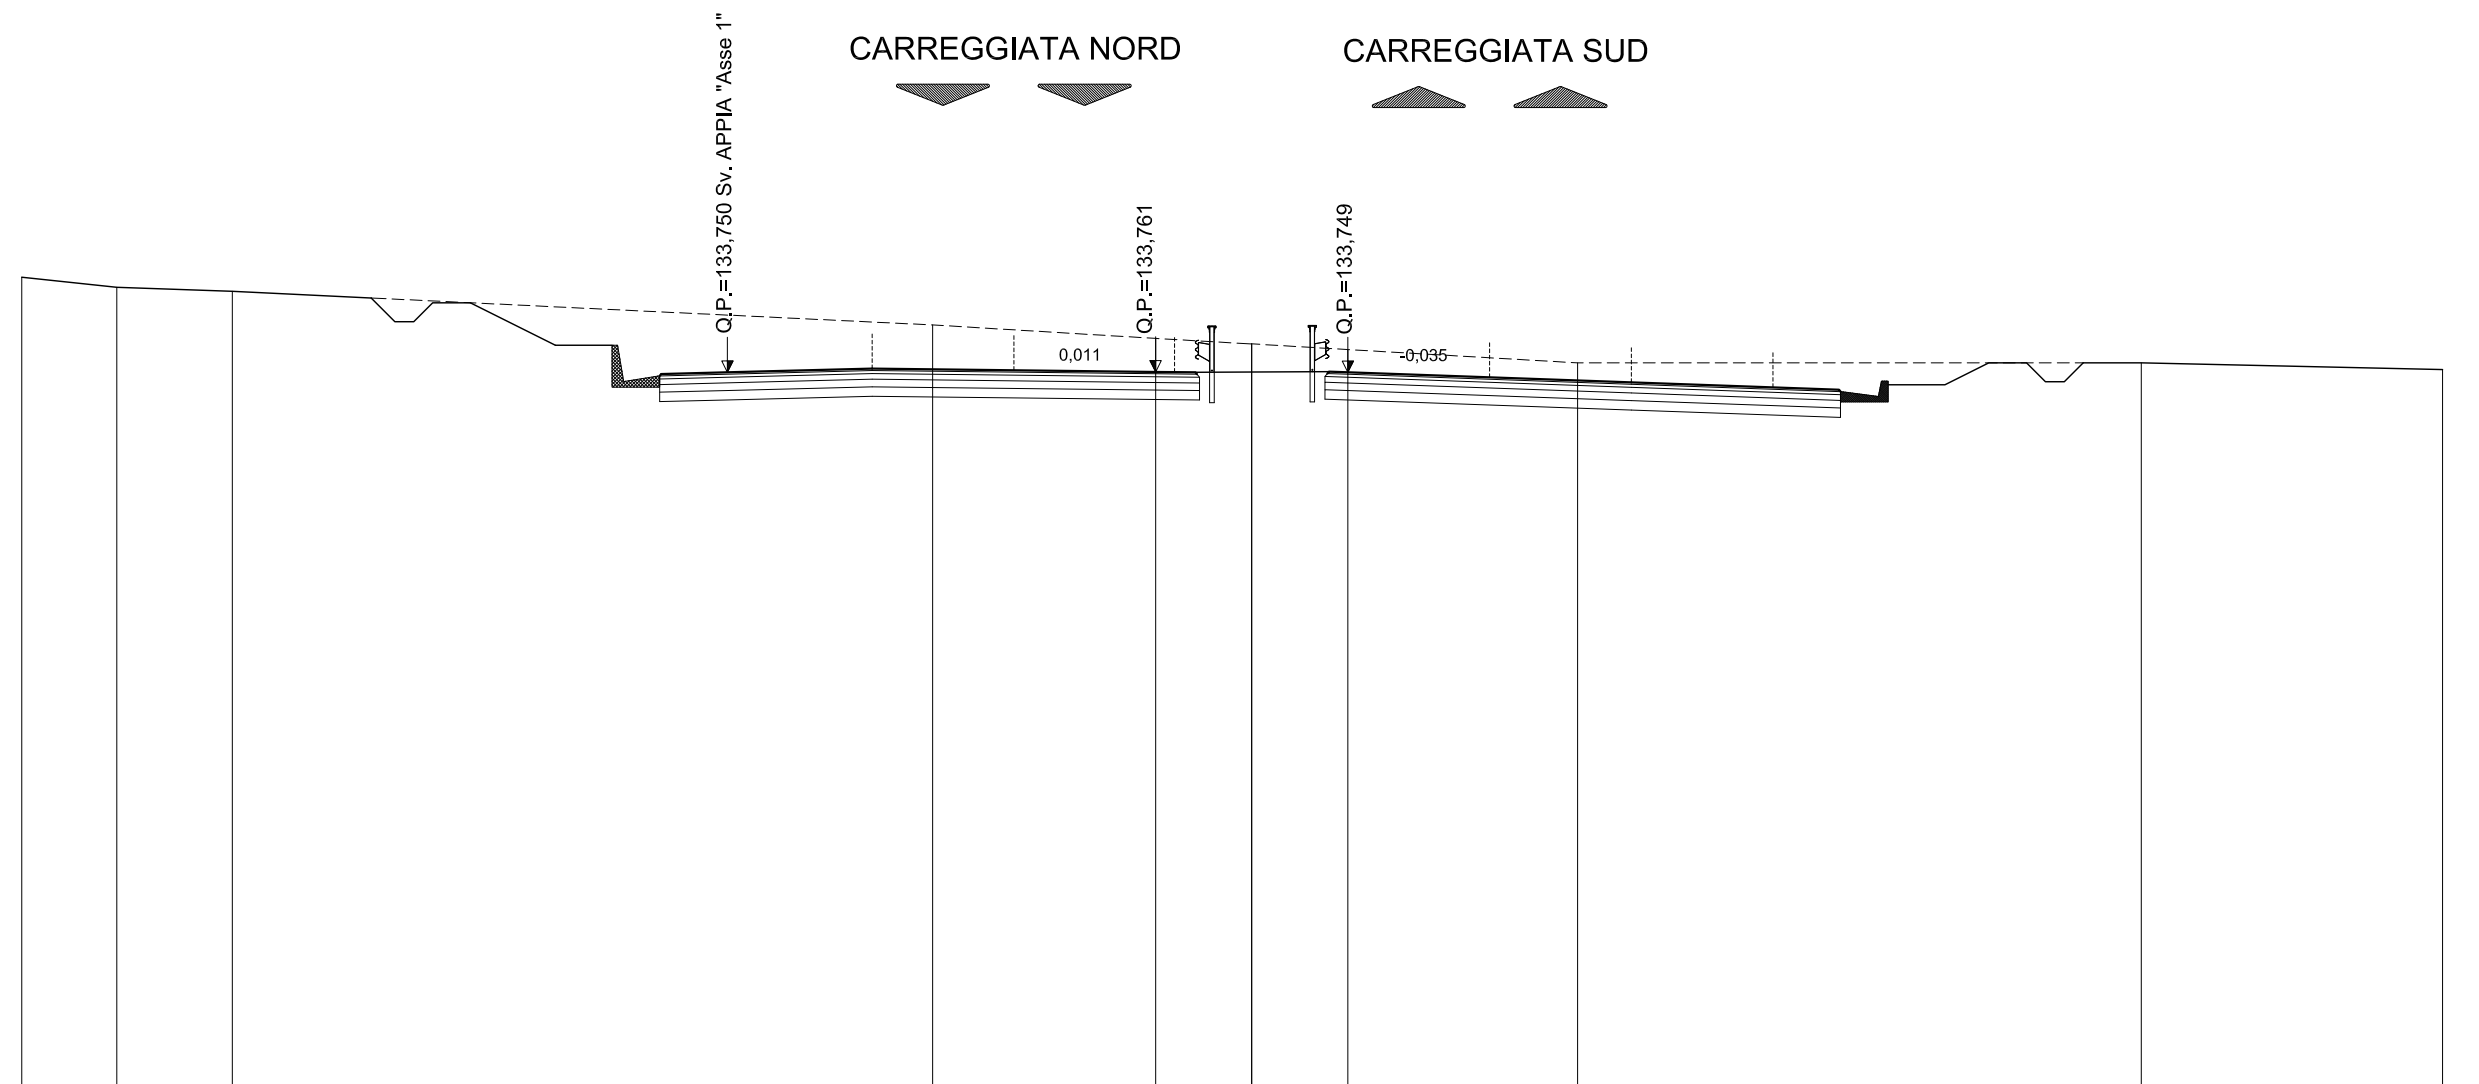 CARREGGIATA NORD
CARREGGIATA SUD
Q.P.=133,750 Sv. APPIA "Asse 1"
Q.P.=133,761
Q.P.=133,749
0,011
-0,035